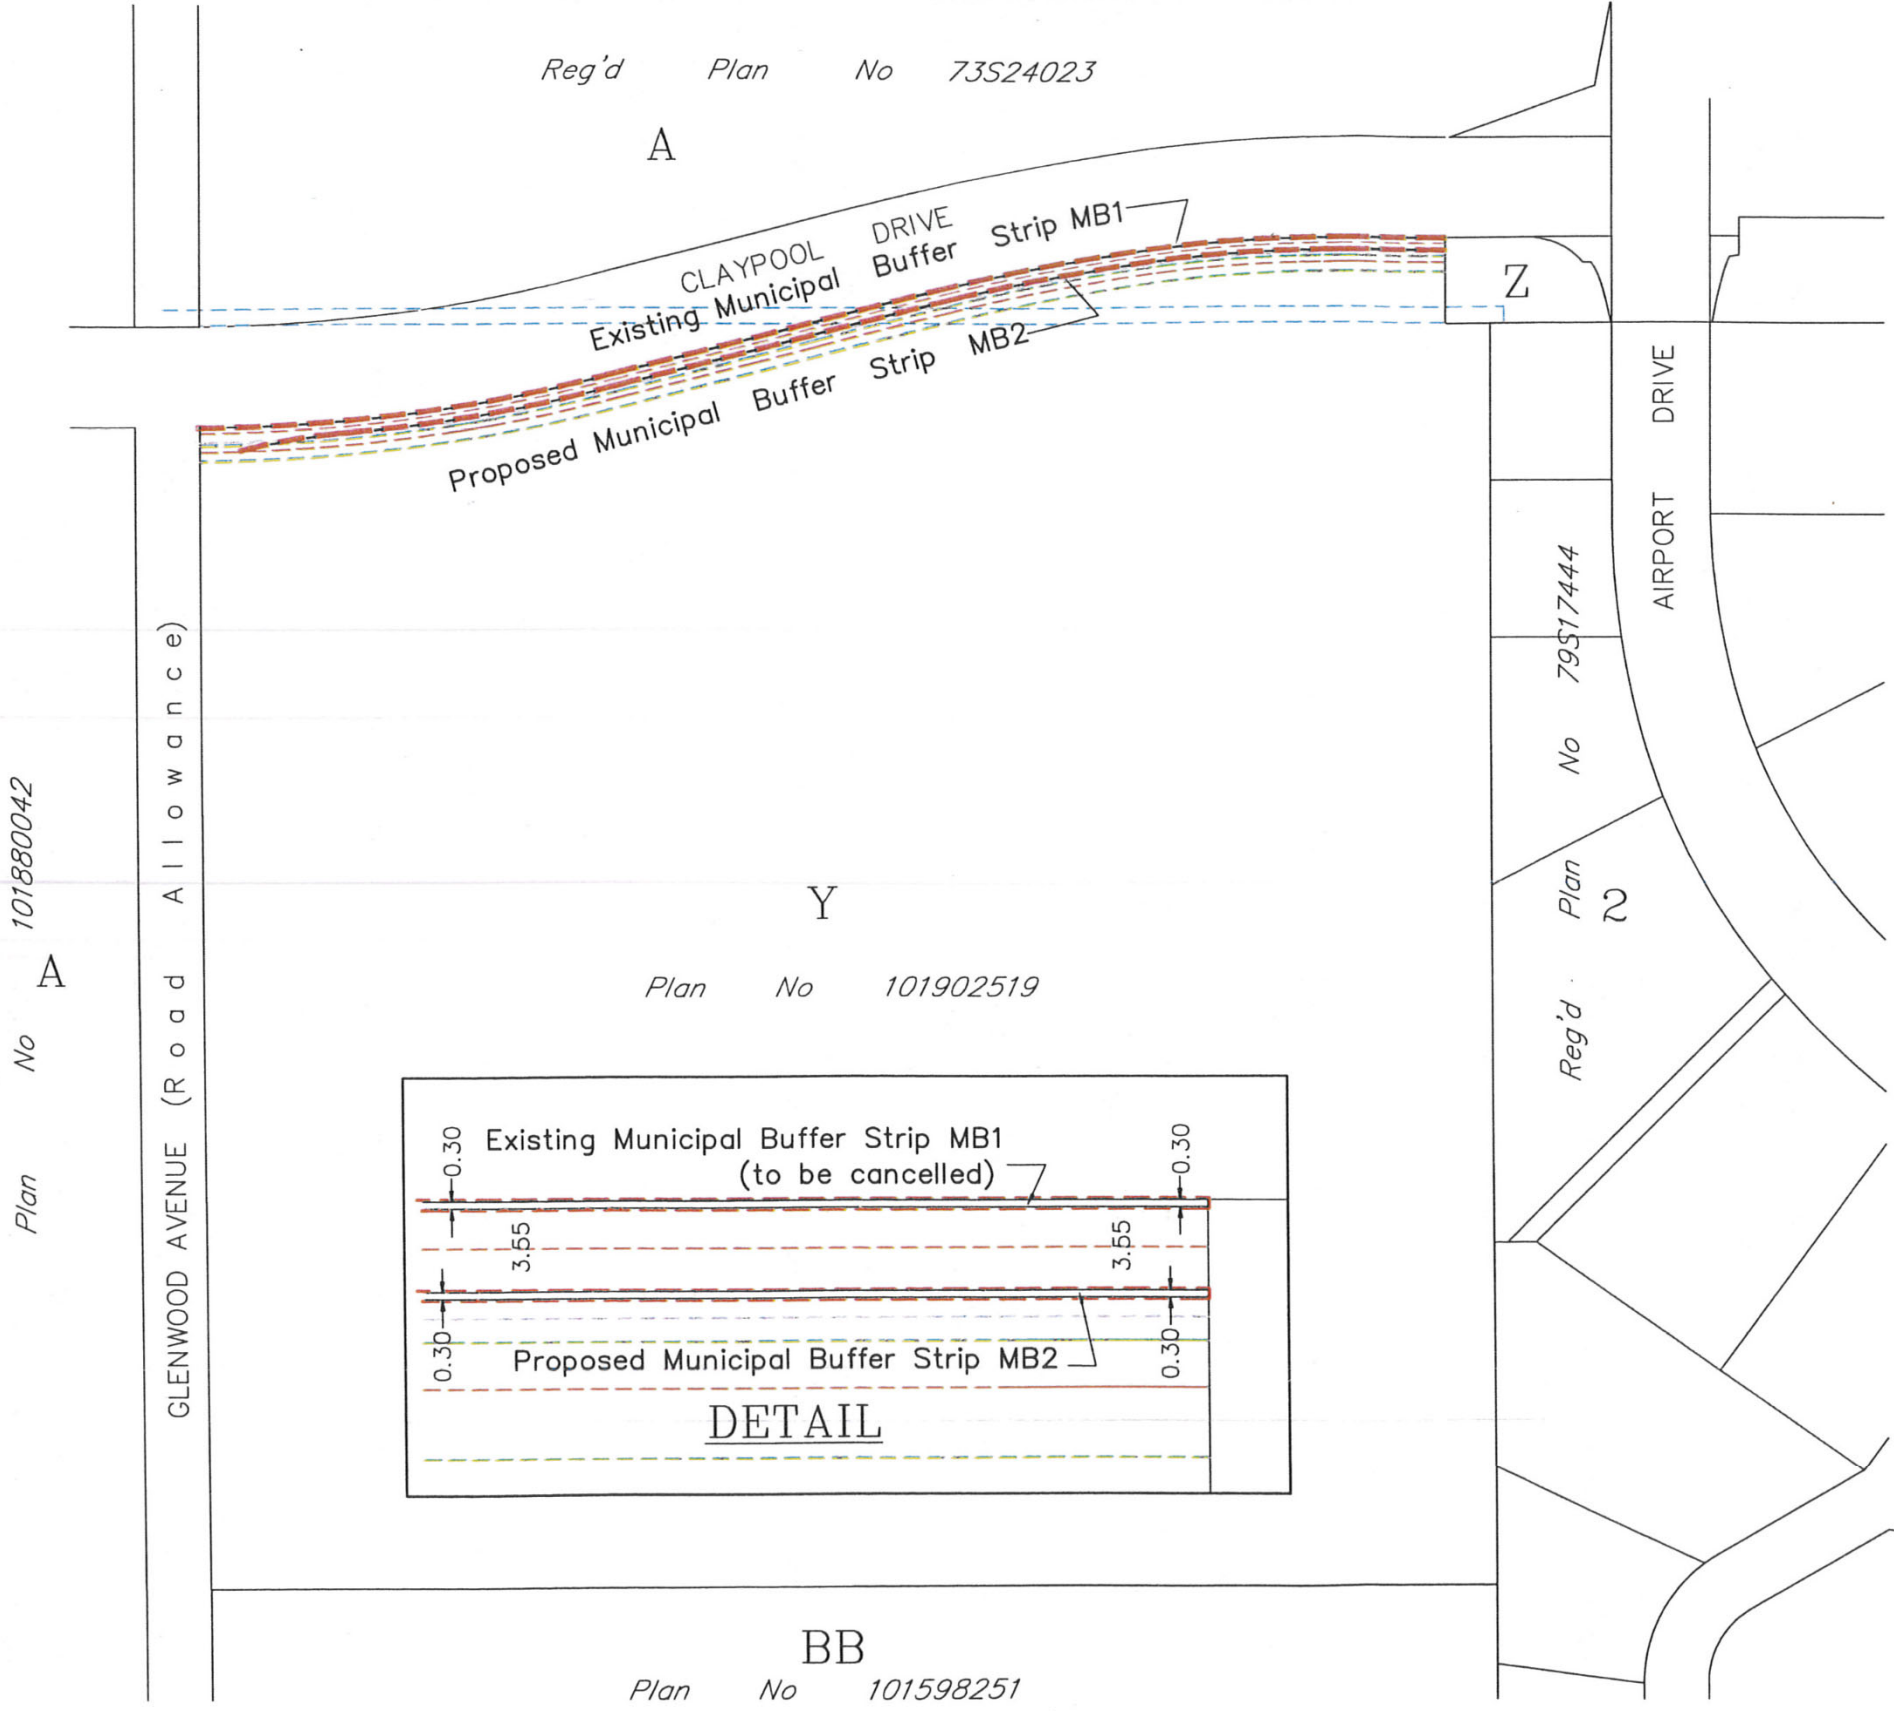 Reg'd Plan No 73S24023
A
CLAYPOOL DRIVE
Existing Municipal Buffer Strip MB1
Proposed Municipal Buffer Strip MB2
Z
AIRPORT DRIVE
Reg'd Plan No 79S17444
2
GLENWOOD AVENUE (Road Allowance)
Plan No 101880042
A
Y
Plan No 101902519
0.30
Existing Municipal Buffer Strip MB1
(to be cancelled)
0.30
3.55
3.55
0.30
Proposed Municipal Buffer Strip MB2
0.30
DETAIL
BB
Plan No 101598251